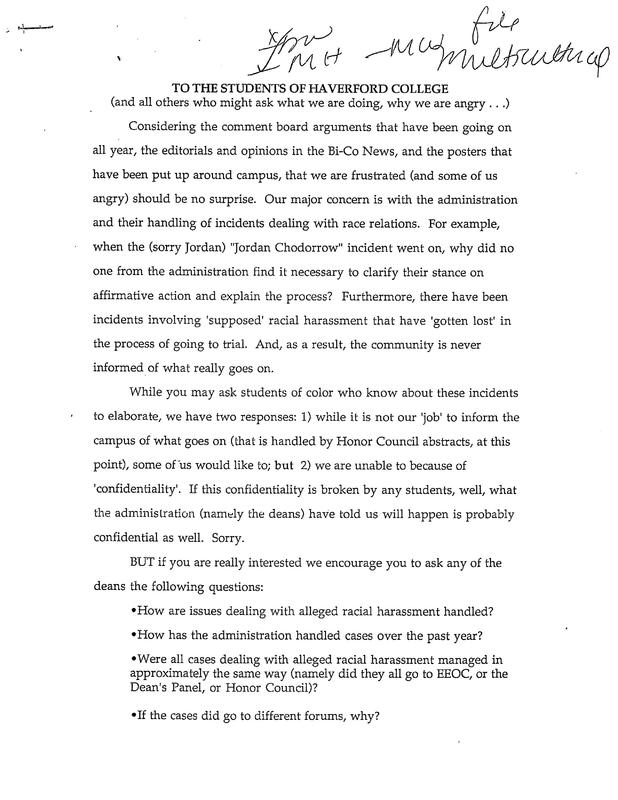 file
MH
multicultural
TO THE STUDENTS OF HAVERFORD COLLEGE
(and all others who might ask what we are doing, why we are angry . . .)
Considering the comment board arguments that have been going on
all year, the editorials and opinions in the Bi-Co News, and the posters that
have been put up around campus, that we are frustrated (and some of us
angry) should be no surprise. Our major concern is with the administration
and their handling of incidents dealing with race relations. For example,
when the (sorry Jordan) "Jordan Chodorrow" incident went on, why did no
one from the administration find it necessary to clarify their stance on
affirmative action and explain the process? Furthermore, there have been
incidents involving 'supposed' racial harassment that have 'gotten lost' in
the process of going to trial. And, as a result, the community is never
informed of what really goes on.
While you may ask students of color who know about these incidents
to elaborate, we have two responses: 1) while it is not our 'job' to inform the
campus of what goes on (that is handled by Honor Council abstracts, at this
point), some of us would like to; but 2) we are unable to because of
'confidentiality'. If this confidentiality is broken by any students, well, what
the administration (namely the deans) have told us will happen is probably
confidential as well. Sorry.
BUT if you are really interested we encourage you to ask any of the
deans the following questions:
•How are issues dealing with alleged racial harassment handled?
•How has the administration handled cases over the past year?
•Were all cases dealing with alleged racial harassment managed in
approximately the same way (namely did they all go to EEOC, or the
Dean's Panel, or Honor Council)?
•If the cases did go to different forums, why?